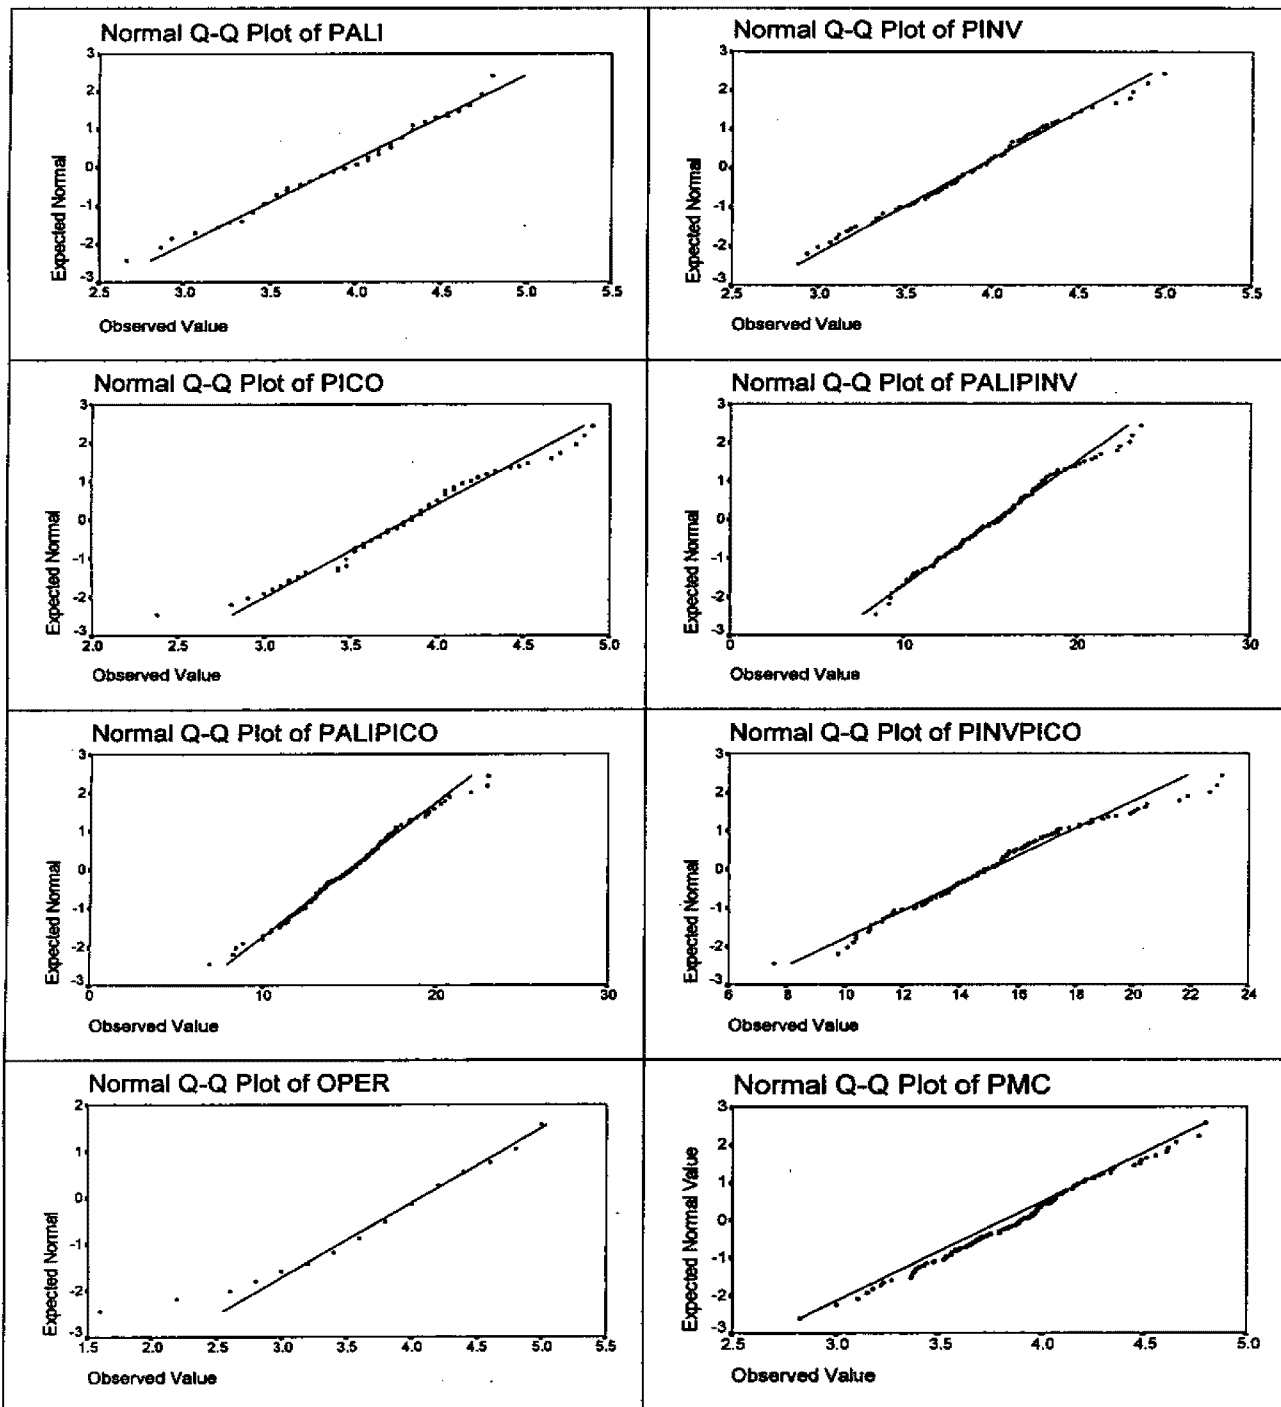 Normal Q-Q Plot of PALI
3
2
1
0
-1
-2
-3
Expected Normal
2.5 3.0 3.5 4.0 4.5 5.0 5.5
Observed Value
Normal Q-Q Plot of PINV
3
2
1
0
-1
-2
-3
Expected Normal
2.5 3.0 3.5 4.0 4.5 5.0 5.5
Observed Value
Normal Q-Q Plot of PICO
3
2
1
0
-1
-2
-3
Expected Normal
2.0 2.5 3.0 3.5 4.0 4.5 5.0
Observed Value
Normal Q-Q Plot of PALIPINV
3
2
1
0
-1
-2
-3
Expected Normal
0 10 20 30
Observed Value
Normal Q-Q Plot of PALIPICO
3
2
1
0
-1
-2
-3
Expected Normal
0 10 20 30
Observed Value
Normal Q-Q Plot of PINVPICO
3
2
1
0
-1
-2
-3
Expected Normal
6 8 10 12 14 16 18 20 22 24
Observed Value
Normal Q-Q Plot of OPER
2
1
0
-1
-2
-3
Expected Normal
1.5 2.0 2.5 3.0 3.5 4.0 4.5 5.0 5.5
Observed Value
Normal Q-Q Plot of PMC
3
2
1
0
-1
-2
-3
Expected Normal Value
2.5 3.0 3.5 4.0 4.5 5.0
Observed Value